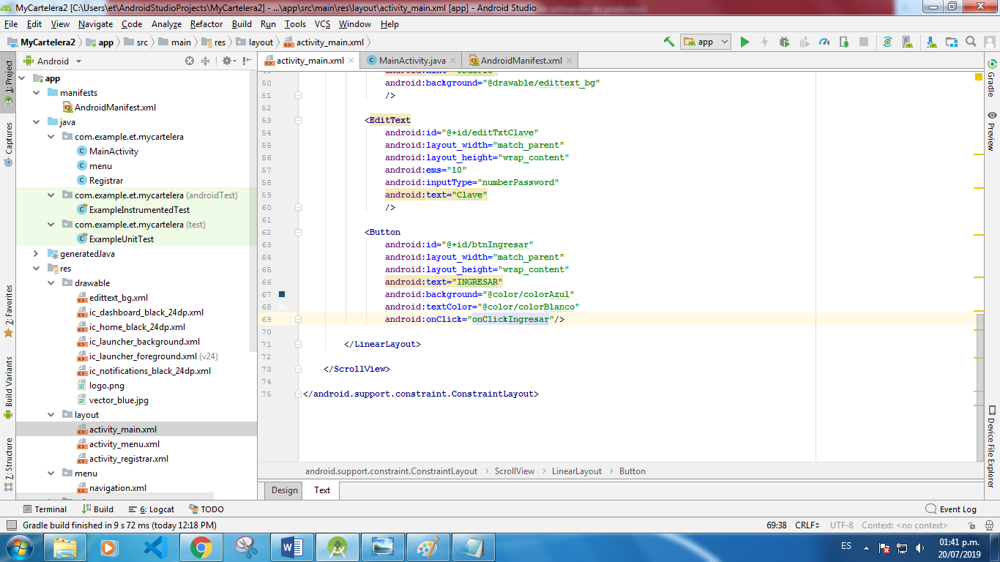 MyCartelera2 [C:\Users\et\AndroidStudioProjects\MyCartelera2] - ...\app\src\main\res\layout\activity_main.xml [app] - Android Studio
File Edit View Navigate Code Analyze Refactor Build Run Tools VCS Window Help
MyCartelera2 app src main res layout activity_main.xml
app
Android
activity_main.xml MainActivity.java AndroidManifest.xml
1: Project
Captures
2: Favorites
Build Variants
7: Structure
app
manifests
AndroidManifest.xml
java
com.example.et.mycartelera
MainActivity
menu
Registrar
com.example.et.mycartelera (androidTest)
ExampleInstrumentedTest
com.example.et.mycartelera (test)
ExampleUnitTest
generatedJava
res
drawable
edittext_bg.xml
ic_dashboard_black_24dp.xml
ic_home_black_24dp.xml
ic_launcher_background.xml
ic_launcher_foreground.xml (v24)
ic_notifications_black_24dp.xml
logo.png
vector_blue.jpg
layout
activity_main.xml
activity_menu.xml
activity_registrar.xml
menu
navigation.xml
50 android:background="@drawable/edittext_bg"
51 />
52
53 <EditText
54 android:id="@+id/editTxtClave"
55 android:layout_width="match_parent"
56 android:layout_height="wrap_content"
57 android:ems="10"
58 android:inputType="numberPassword"
59 android:text="Clave"
60 />
61
62 <Button
63 android:id="@+id/btnIngresar"
64 android:layout_width="match_parent"
65 android:layout_height="wrap_content"
66 android:text="INGRESAR"
67 android:background="@color/colorAzul"
68 android:textColor="@color/colorBlanco"
69 android:onClick="onClickIngresar"/>
70
71 </LinearLayout>
72
73 </ScrollView>
74
75 </android.support.constraint.ConstraintLayout>
Gradle
Preview
Device File Explorer
android.support.constraint.ConstraintLayout ScrollView LinearLayout Button
Design Text
Terminal Build 6: Logcat TODO Event Log
Gradle build finished in 9 s 72 ms (today 12:18 PM) 69:38 CRLF UTF-8 Context: <no context>
ES 01:41 p.m.
20/07/2019